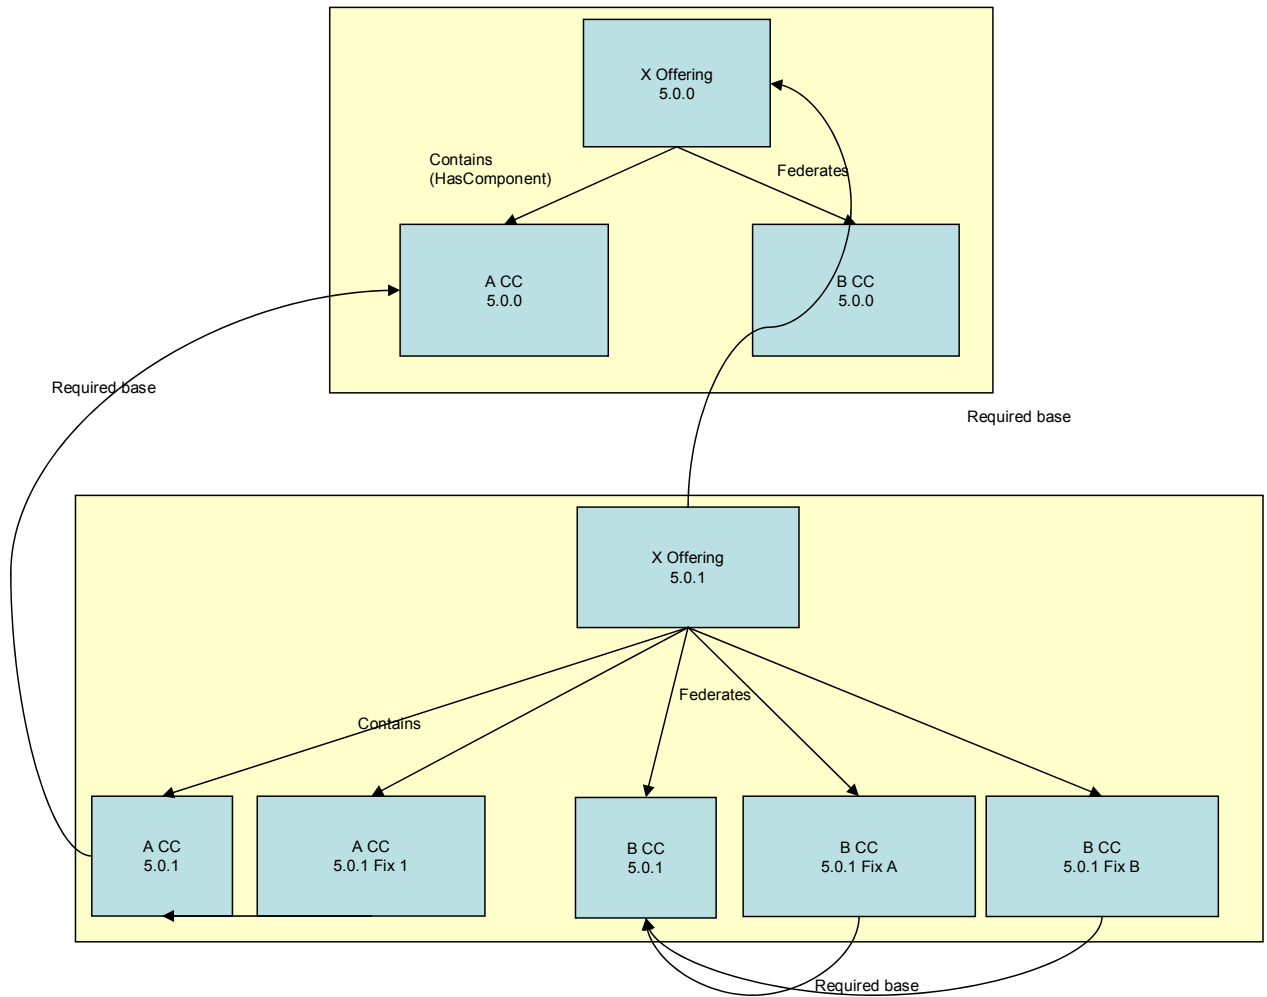 X Offering
5.0.0
Contains
(HasComponent)
Federates
A CC
5.0.0
B CC
5.0.0
Required base
Required base
X Offering
5.0.1
Federates
Contains
A CC
5.0.1
A CC
5.0.1 Fix 1
B CC
5.0.1
B CC
5.0.1 Fix A
B CC
5.0.1 Fix B
Required base